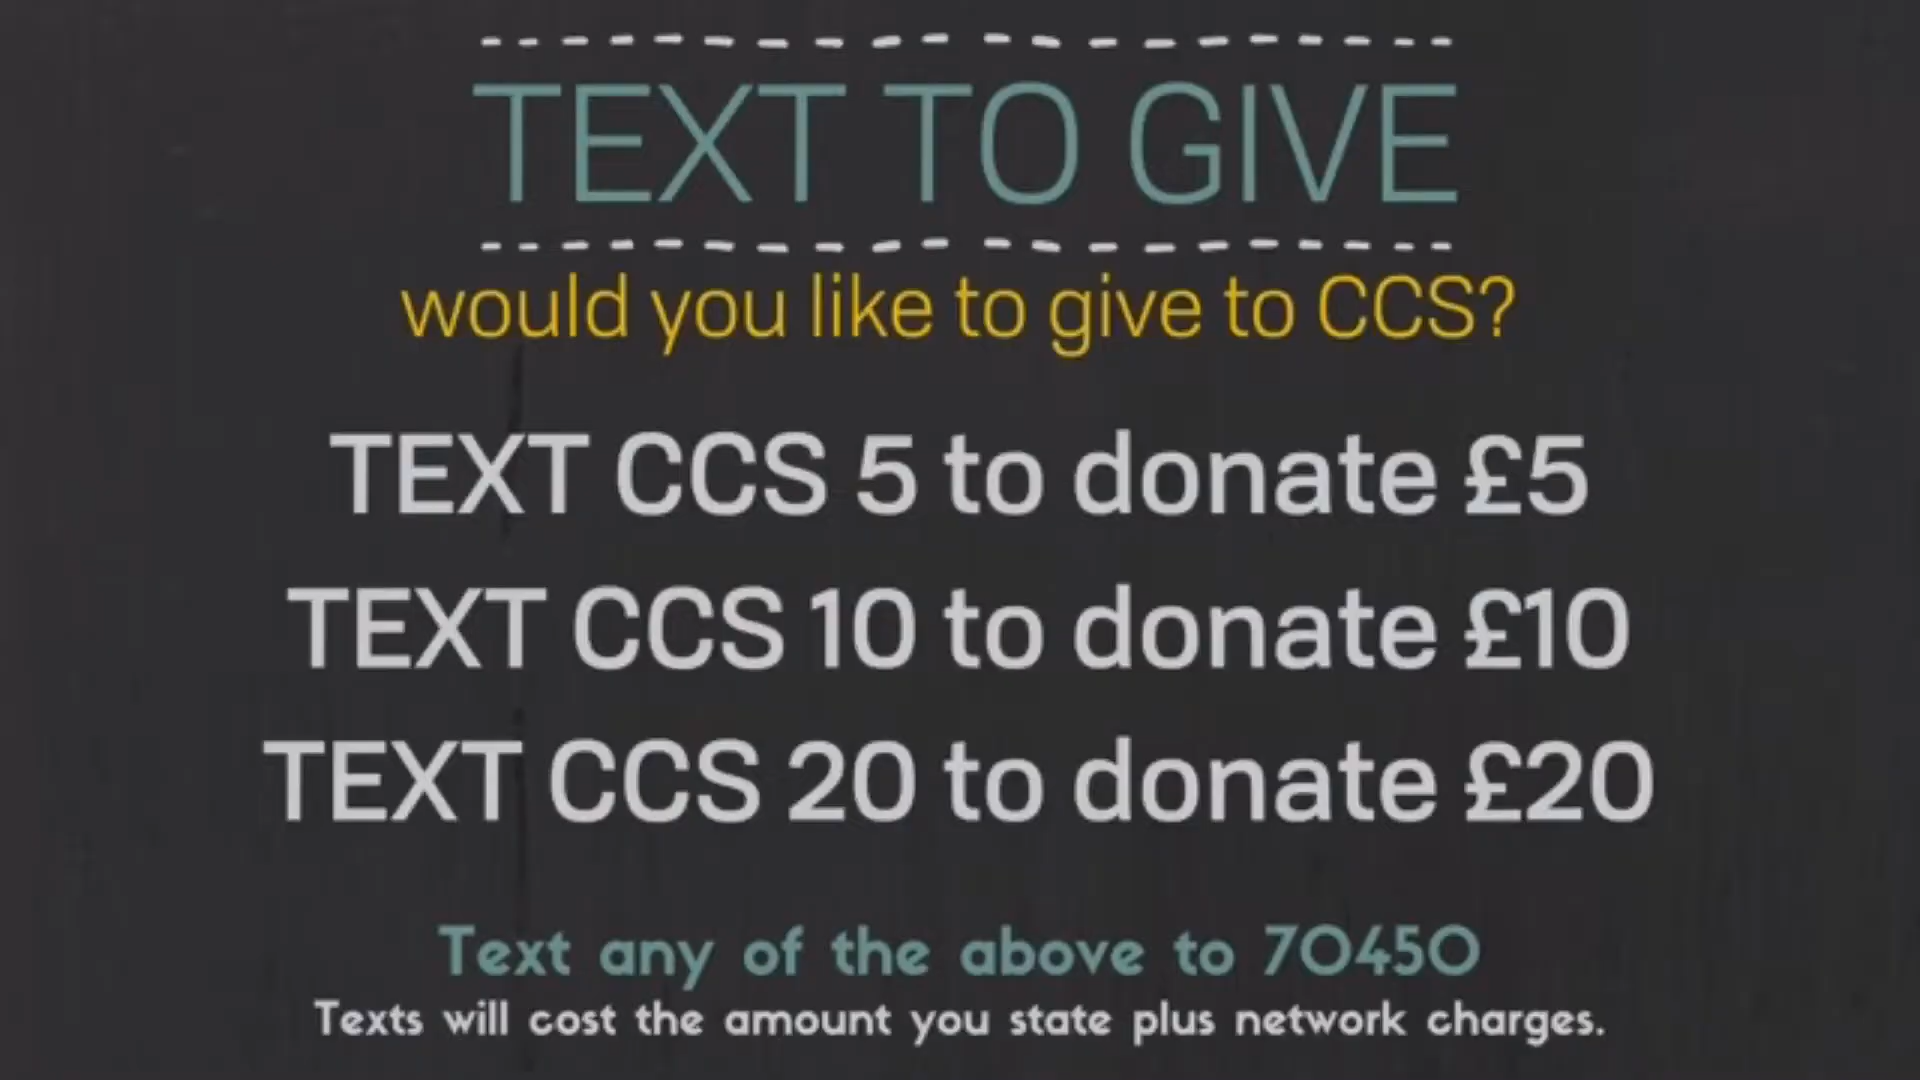 TEXT TO GIVE
would you like to give to CCS?
TEXT CCS 5 to donate £5
TEXT CCS 10 to donate £10
TEXT CCS 20 to donate £20
Text any of the above to 70450
Texts will cost the amount you state plus network charges.